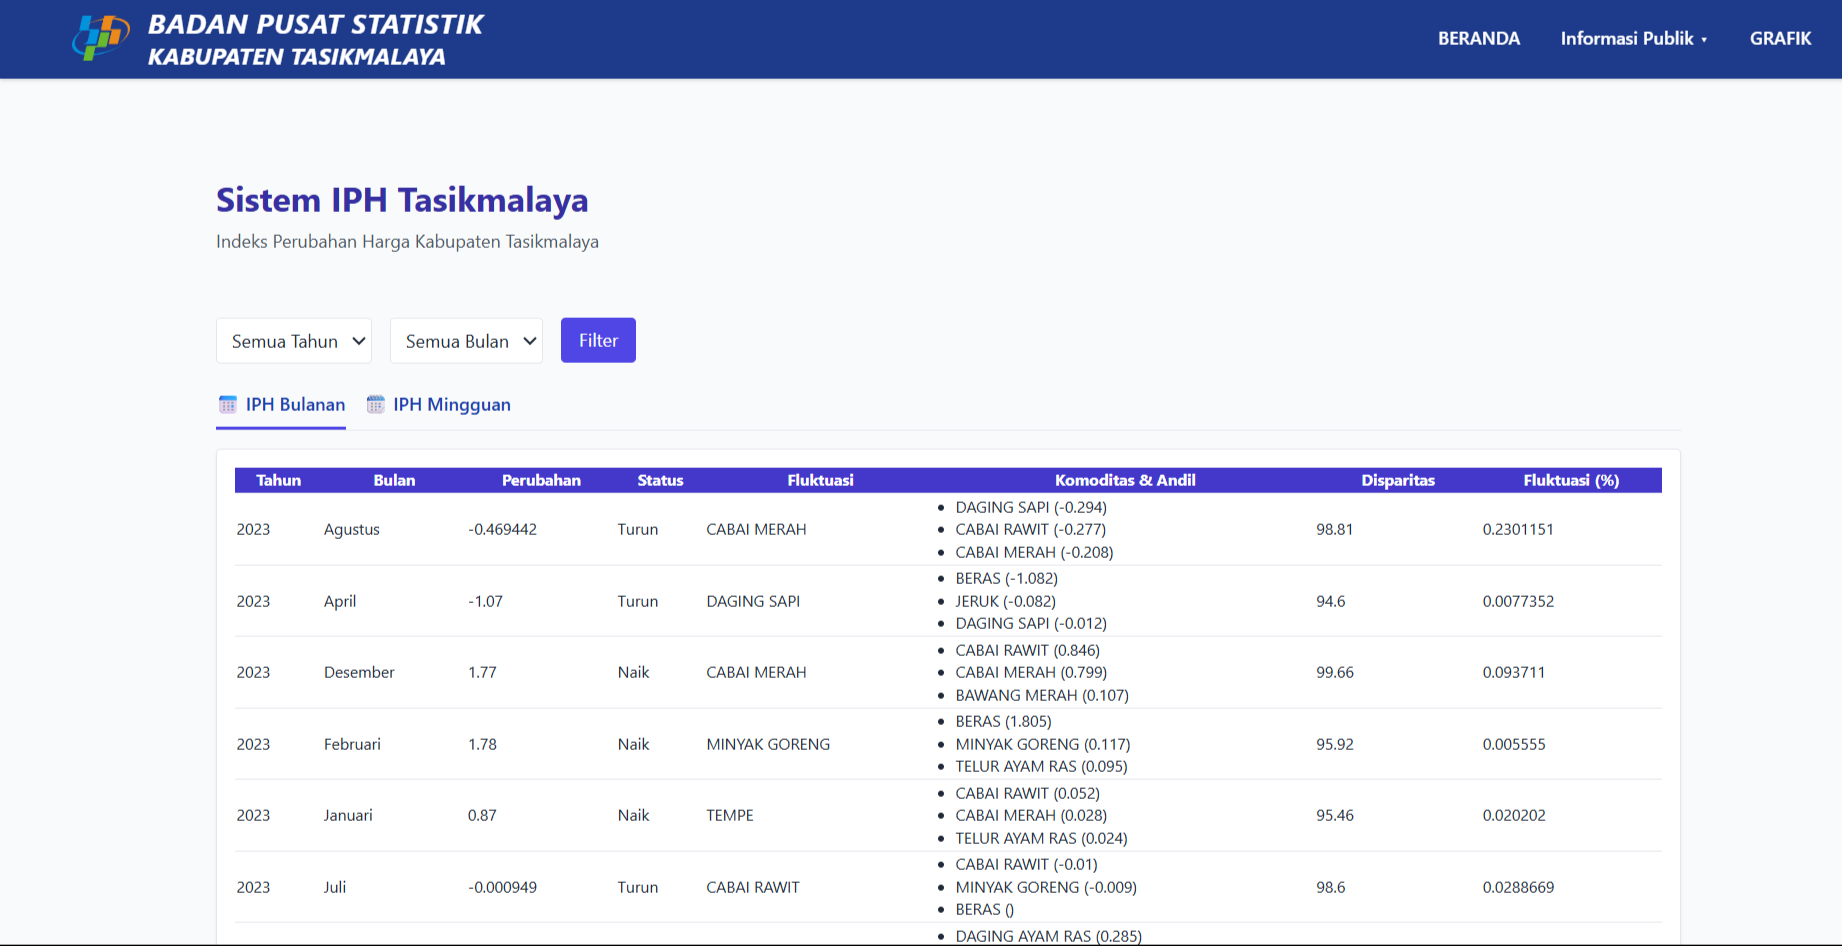 BADAN PUSAT STATISTIK
KABUPATEN TASIKMALAYA
BERANDA Informasi Publik ▾ GRAFIK
Sistem IPH Tasikmalaya
Indeks Perubahan Harga Kabupaten Tasikmalaya
Semua Tahun Semua Bulan Filter
IPH Bulanan IPH Mingguan
Tahun Bulan Perubahan Status Fluktuasi Komoditas & Andil Disparitas Fluktuasi (%)
2023 Agustus -0.469442 Turun CABAI MERAH
• DAGING SAPI (-0.294)
• CABAI RAWIT (-0.277)
• CABAI MERAH (-0.208)
98.81 0.2301151
2023 April -1.07 Turun DAGING SAPI
• BERAS (-1.082)
• JERUK (-0.082)
• DAGING SAPI (-0.012)
94.6 0.0077352
2023 Desember 1.77 Naik CABAI MERAH
• CABAI RAWIT (0.846)
• CABAI MERAH (0.799)
• BAWANG MERAH (0.107)
99.66 0.093711
2023 Februari 1.78 Naik MINYAK GORENG
• BERAS (1.805)
• MINYAK GORENG (0.117)
• TELUR AYAM RAS (0.095)
95.92 0.005555
2023 Januari 0.87 Naik TEMPE
• CABAI RAWIT (0.052)
• CABAI MERAH (0.028)
• TELUR AYAM RAS (0.024)
95.46 0.020202
2023 Juli -0.000949 Turun CABAI RAWIT
• CABAI RAWIT (-0.01)
• MINYAK GORENG (-0.009)
• BERAS ()
98.6 0.0288669
• DAGING AYAM RAS (0.285)